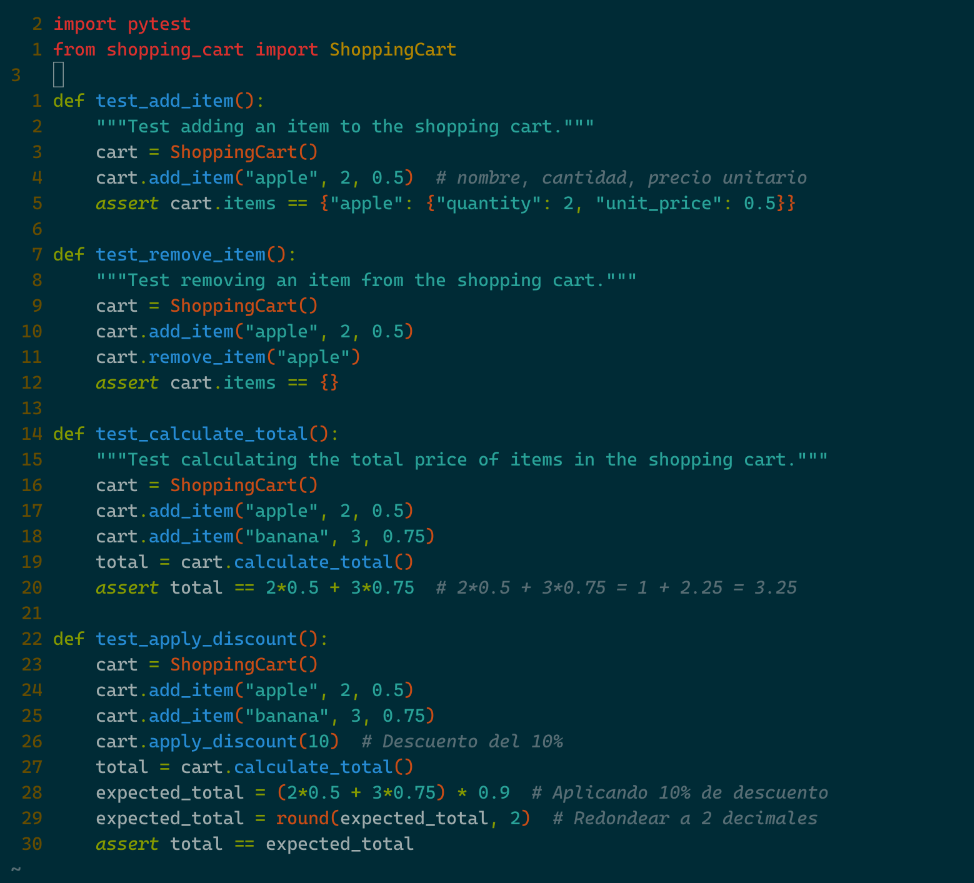 2 import pytest
1 from shopping_cart import ShoppingCart
3
1 def test_add_item():
2     """Test adding an item to the shopping cart."""
3     cart = ShoppingCart()
4     cart.add_item("apple", 2, 0.5)  # nombre, cantidad, precio unitario
5     assert cart.items == {"apple": {"quantity": 2, "unit_price": 0.5}}
6
7 def test_remove_item():
8     """Test removing an item from the shopping cart."""
9     cart = ShoppingCart()
10     cart.add_item("apple", 2, 0.5)
11     cart.remove_item("apple")
12     assert cart.items == {}
13
14 def test_calculate_total():
15     """Test calculating the total price of items in the shopping cart."""
16     cart = ShoppingCart()
17     cart.add_item("apple", 2, 0.5)
18     cart.add_item("banana", 3, 0.75)
19     total = cart.calculate_total()
20     assert total == 2*0.5 + 3*0.75  # 2*0.5 + 3*0.75 = 1 + 2.25 = 3.25
21
22 def test_apply_discount():
23     cart = ShoppingCart()
24     cart.add_item("apple", 2, 0.5)
25     cart.add_item("banana", 3, 0.75)
26     cart.apply_discount(10)  # Descuento del 10%
27     total = cart.calculate_total()
28     expected_total = (2*0.5 + 3*0.75) * 0.9  # Aplicando 10% de descuento
29     expected_total = round(expected_total, 2)  # Redondear a 2 decimales
30     assert total == expected_total
~